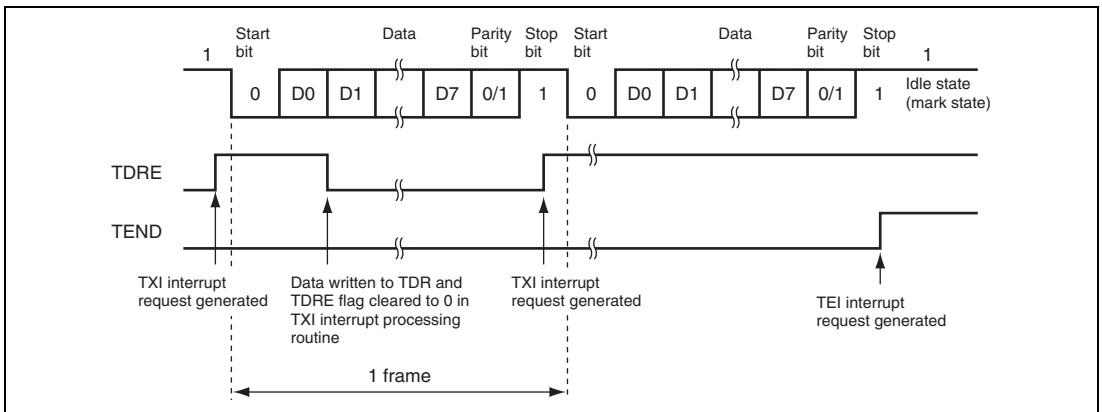 Start Data Parity Stop Start Data Parity Stop
1 bit bit bit bit bit bit 1
0 D0 D1 D7 0/1 1 0 D0 D1 D7 0/1 1 Idle state
(mark state)
TDRE
TEND
TXI interrupt
request generated
Data written to TDR and
TDRE flag cleared to 0 in
TXI interrupt processing
routine
TXI interrupt
request generated
TEI interrupt
request generated
1 frame